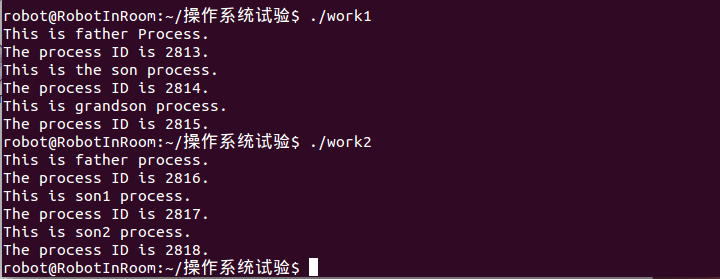 robot@RobotInRoom:~/操作系统试验$ ./work1
This is father Process.
The process ID is 2813.
This is the son process.
The process ID is 2814.
This is grandson process.
The process ID is 2815.
robot@RobotInRoom:~/操作系统试验$ ./work2
This is father process.
The process ID is 2816.
This is son1 process.
The process ID is 2817.
This is son2 process.
The process ID is 2818.
robot@RobotInRoom:~/操作系统试验$